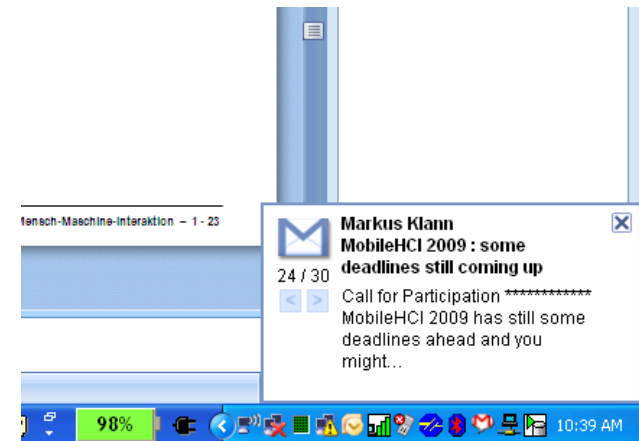 Mensch-Maschine-Interaktion – 1 - 23
Markus Klann
MobileHCI 2009 : some
deadlines still coming up
24 / 30
< >
Call for Participation ************
MobileHCI 2009 has still some
deadlines ahead and you
might...
98%
10:39 AM